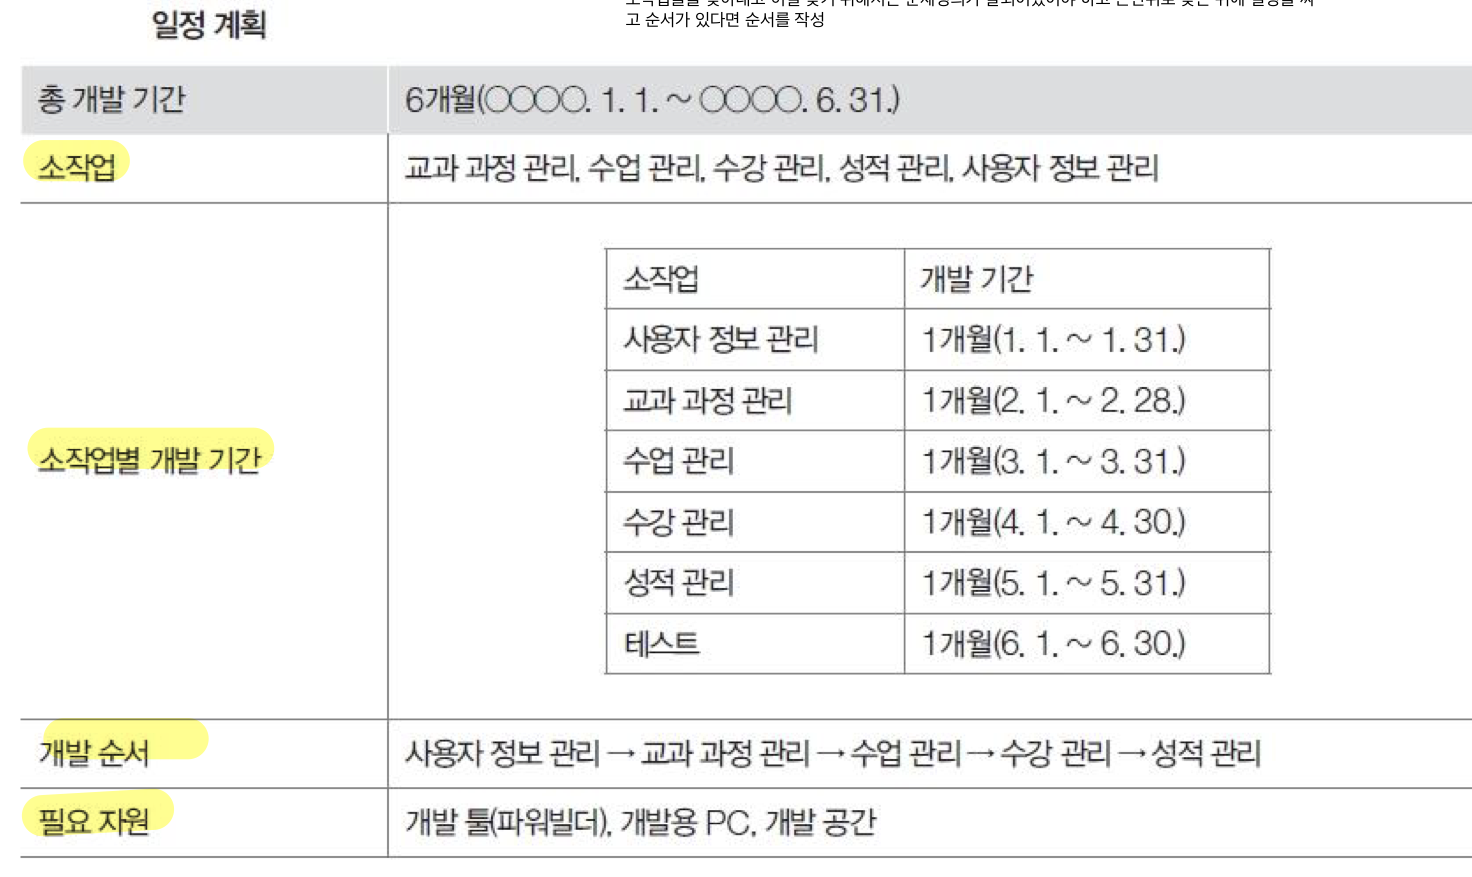 고 순서가 있다면 순서를 작성
일정 계획
총 개발 기간
6개월(○○○○. 1. 1. ~ ○○○○. 6. 31.)
소작업
교과 과정 관리, 수업 관리, 수강 관리, 성적 관리, 사용자 정보 관리
소작업별 개발 기간
소작업 개발 기간
사용자 정보 관리 1개월(1. 1. ~ 1. 31.)
교과 과정 관리 1개월(2. 1. ~ 2. 28.)
수업 관리 1개월(3. 1. ~ 3. 31.)
수강 관리 1개월(4. 1. ~ 4. 30.)
성적 관리 1개월(5. 1. ~ 5. 31.)
테스트 1개월(6. 1. ~ 6. 30.)
개발 순서
사용자 정보 관리 → 교과 과정 관리 → 수업 관리 → 수강 관리 → 성적 관리
필요 자원
개발 툴(파워빌더), 개발용 PC, 개발 공간